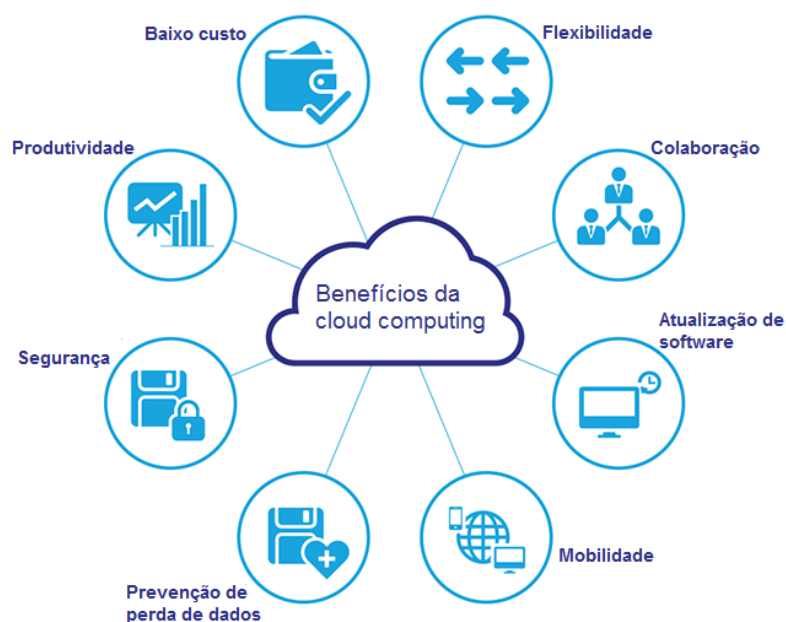 Baixo custo
Flexibilidade
Produtividade
Colaboração
Benefícios da
cloud computing
Segurança
Atualização de
software
Mobilidade
Prevenção de
perda de dados